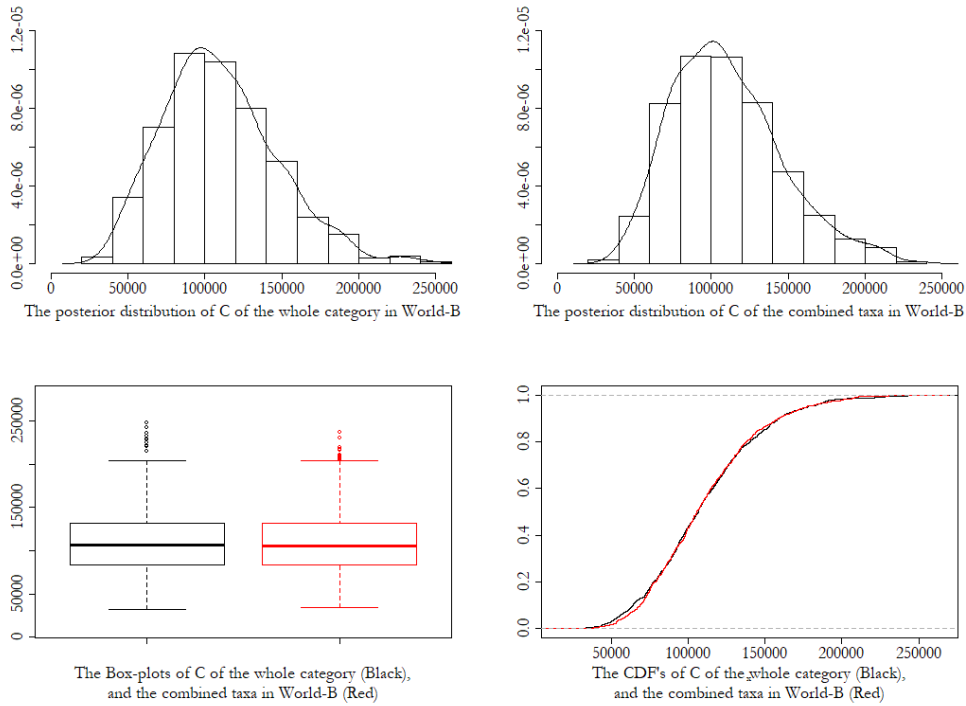 1.2e-05
8.0e-06
4.0e-06
0.0e+00
0 50000 100000 150000 200000 250000
The posterior distribution of C of the whole category in World-B
1.2e-05
8.0e-06
4.0e-06
0.0e+00
0 50000 100000 150000 200000 250000
The posterior distribution of C of the combined taxa in World-B
250000
150000
50000
0
The Box-plots of C of the whole category (Black),
and the combined taxa in World-B (Red)
1.0
0.8
0.6
0.4
0.2
0.0
50000 100000 150000 200000 250000
The CDF's of C of the whole category (Black),
and the combined taxa in World-B (Red)